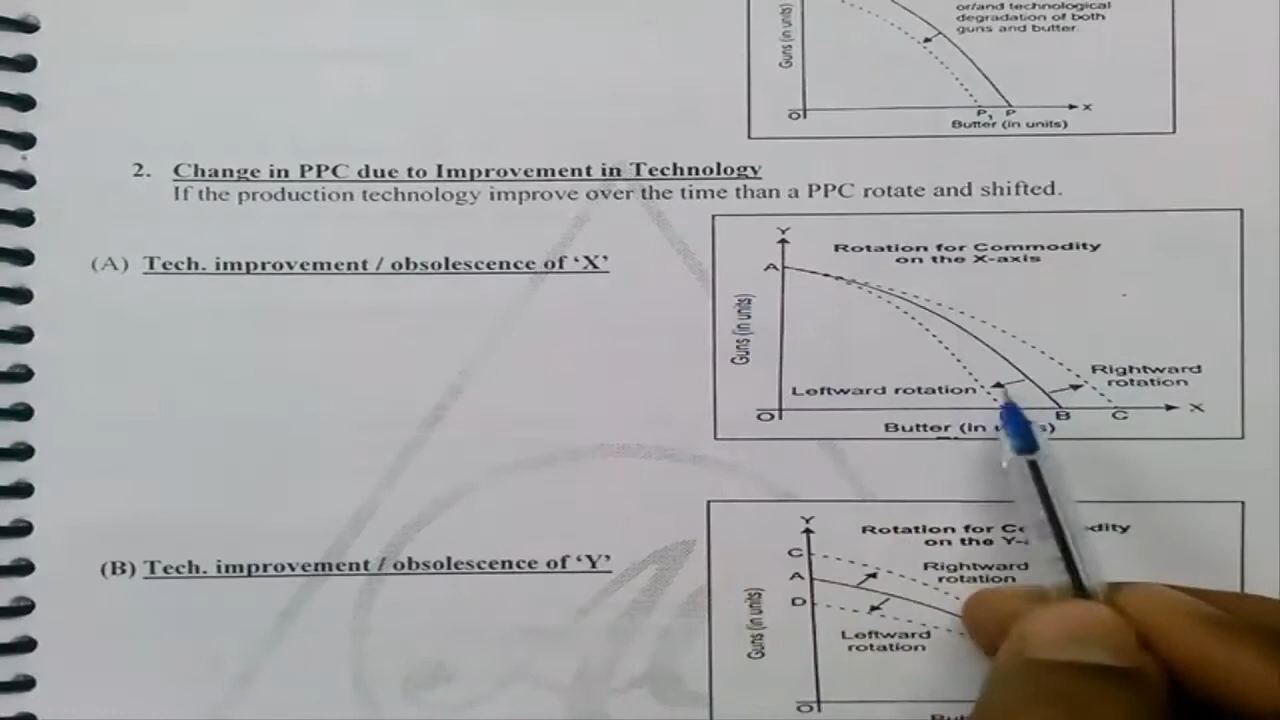 or/and technological
degradation of both
guns and butter
Guns (in units)
O
P₁ P
X
Butter (in units)
2. Change in PPC due to Improvement in Technology
If the production technology improve over the time than a PPC rotate and shifted.
(A) Tech. improvement / obsolescence of ‘X’
Y
Rotation for Commodity
on the X-axis
A
Guns (in units)
Rightward
rotation
Leftward rotation
O
B
C
X
Butter (in s)
(B) Tech. improvement / obsolescence of ‘Y’
Y
Rotation for C dity
on the Y-
C
Rightward
rotation
A
D
Guns (in units)
Leftward
rotation
O